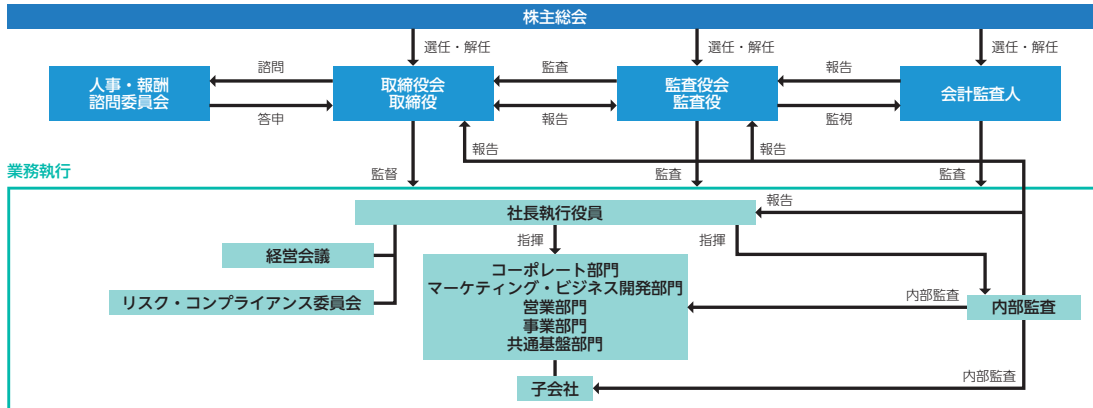 株主総会
選任・解任
選任・解任
選任・解任
人事・報酬
諮問委員会
諮問
答申
取締役会
取締役
監査
報告
監査役会
監査役
報告
監視
会計監査人
報告
報告
業務執行
監督
監査
監査
社長執行役員
報告
指揮
指揮
経営会議
リスク・コンプライアンス委員会
コーポレート部門
マーケティング・ビジネス開発部門
営業部門
事業部門
共通基盤部門
内部監査
内部監査
子会社
内部監査